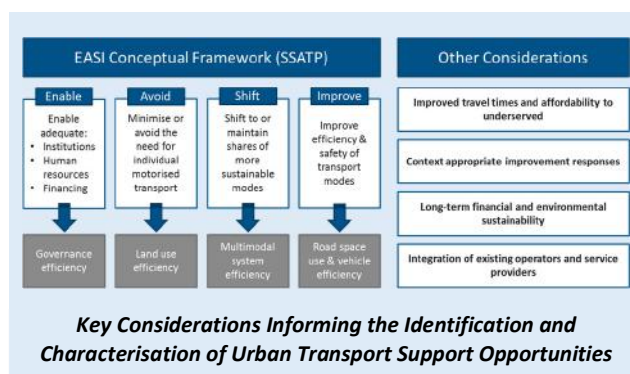 EASI Conceptual Framework (SSATP)
Enable
Enable
adequate:
• Institutions
• Human
resources
• Financing
Governance
efficiency
Avoid
Minimise or
avoid the
need for
individual
motorised
transport
Land use
efficiency
Shift
Shift to or
maintain
shares of
more
sustainable
modes
Multimodal
system
efficiency
Improve
Improve
efficiency &
safety of
transport
modes
Road space
use & vehicle
efficiency
Other Considerations
Improved travel times and affordability to
underserved
Context appropriate improvement responses
Long-term financial and environmental
sustainability
Integration of existing operators and service
providers
Key Considerations Informing the Identification and
Characterisation of Urban Transport Support Opportunities